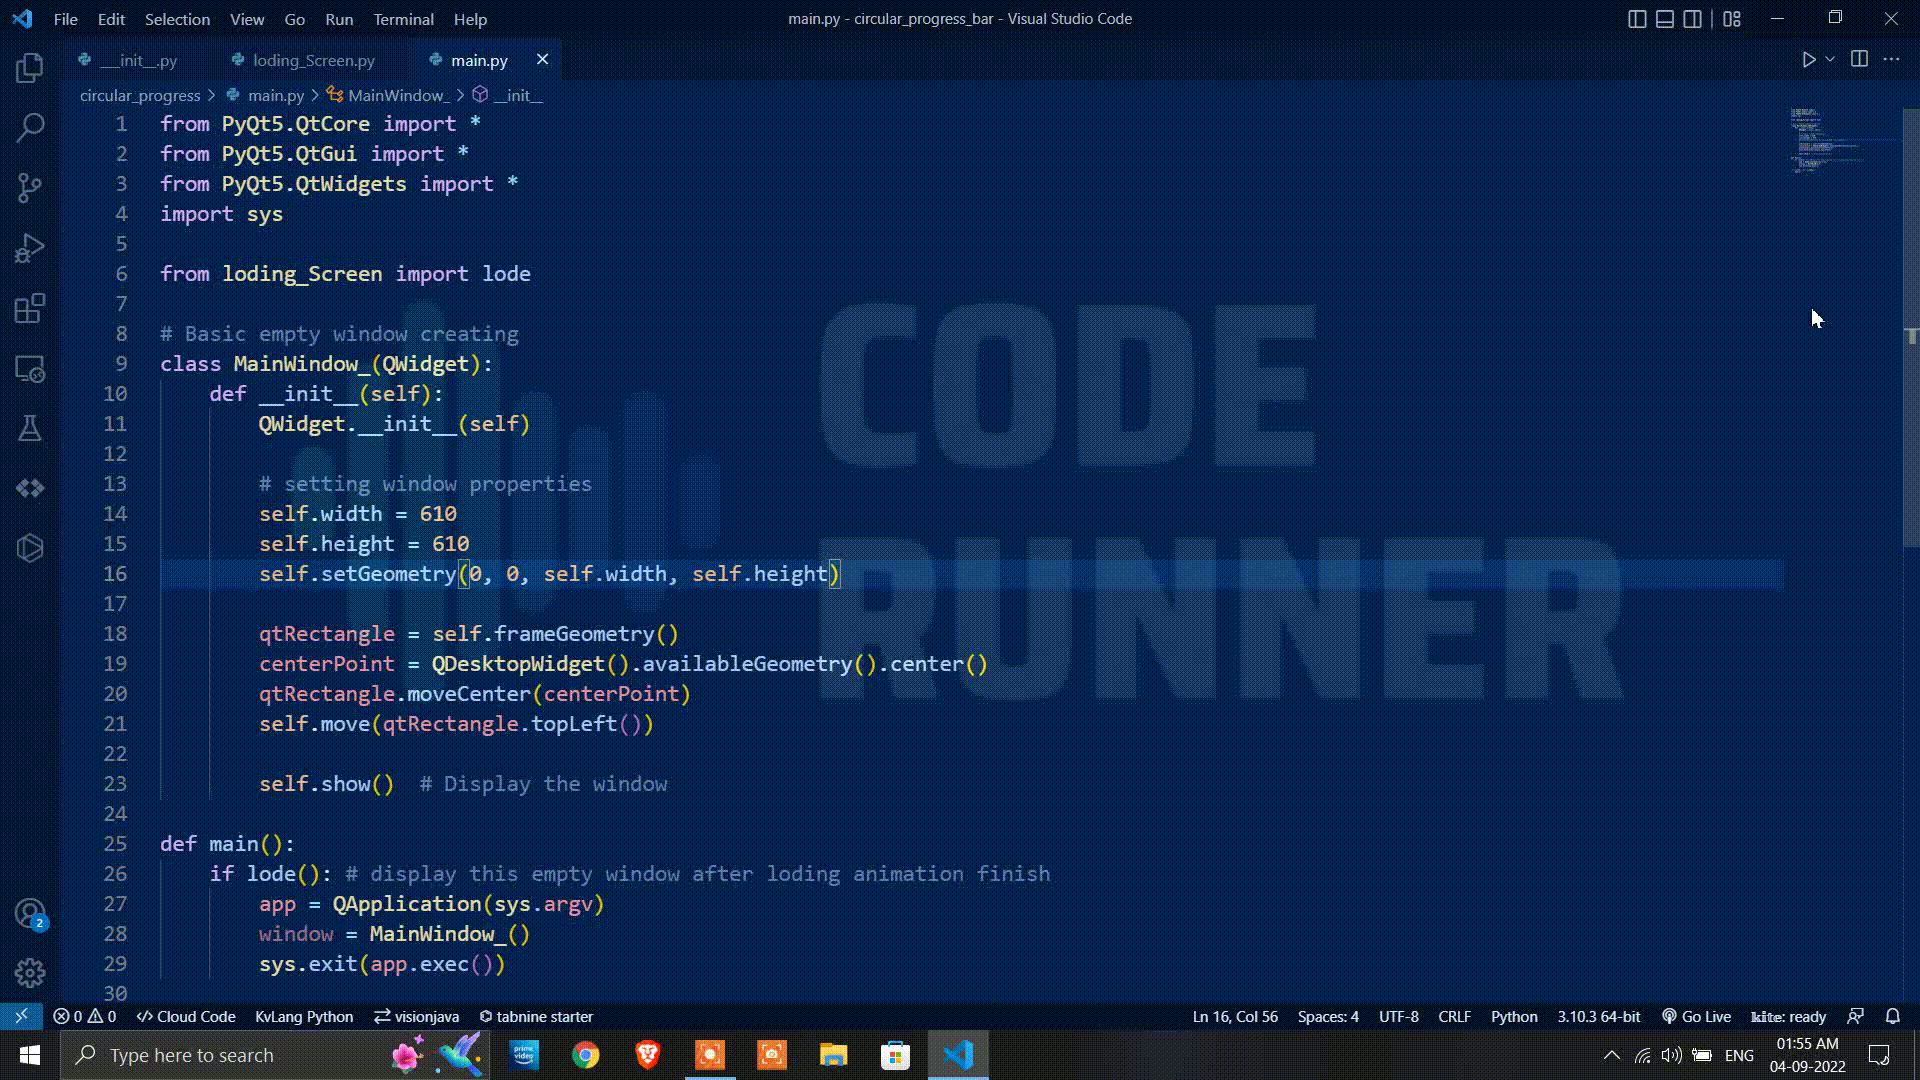 File Edit Selection View Go Run Terminal Help
main.py - circular_progress_bar - Visual Studio Code
__init__.py loding_Screen.py main.py
circular_progress > main.py > MainWindow_ > __init__
1 from PyQt5.QtCore import *
2 from PyQt5.QtGui import *
3 from PyQt5.QtWidgets import *
4 import sys
5
6 from loding_Screen import lode
7
8 # Basic empty window creating
9 class MainWindow_(QWidget):
10 def __init__(self):
11 QWidget.__init__(self)
12
13 # setting window properties
14 self.width = 610
15 self.height = 610
16 self.setGeometry(0, 0, self.width, self.height)
17
18 qtRectangle = self.frameGeometry()
19 centerPoint = QDesktopWidget().availableGeometry().center()
20 qtRectangle.moveCenter(centerPoint)
21 self.move(qtRectangle.topLeft())
22
23 self.show() # Display the window
24
25 def main():
26 if lode(): # display this empty window after loding animation finish
27 app = QApplication(sys.argv)
28 window = MainWindow_()
29 sys.exit(app.exec())
30
CODE
RUNNER
2
0 0 Cloud Code KvLang Python visionjava tabnine starter
Ln 16, Col 56 Spaces: 4 UTF-8 CRLF Python 3.10.3 64-bit Go Live kite: ready
Type here to search
prime video
ENG
01:55 AM
04-09-2022